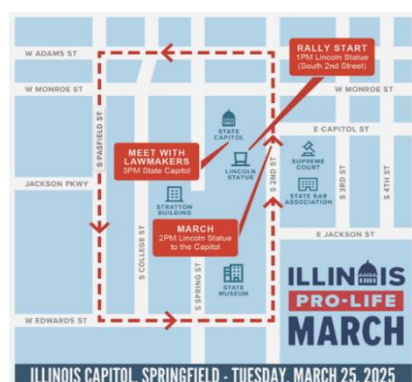 RALLY START
1PM Lincoln Statue
(South 2nd Street)
W ADAMS ST
W MONROE ST
W MONROE ST
STATE
CAPITOL
E CAPITOL ST
MEET WITH
LAWMAKERS
3PM State Capitol
LINCOLN
STATUE
SUPREME
COURT
S PASFIELD ST
JACKSON PKWY
STRATTON
BUILDING
S 2ND ST
STATE BAR
ASSOCIATION
S 3RD ST
S 4TH ST
MARCH
2PM Lincoln Statue
to the Capitol
S COLLEGE ST
S SPRING ST
E JACKSON ST
STATE
MUSEUM
W EDWARDS ST
ILLINOIS
PRO-LIFE
MARCH
ILLINOIS CAPITOL, SPRINGFIELD - TUESDAY, MARCH 25, 2025